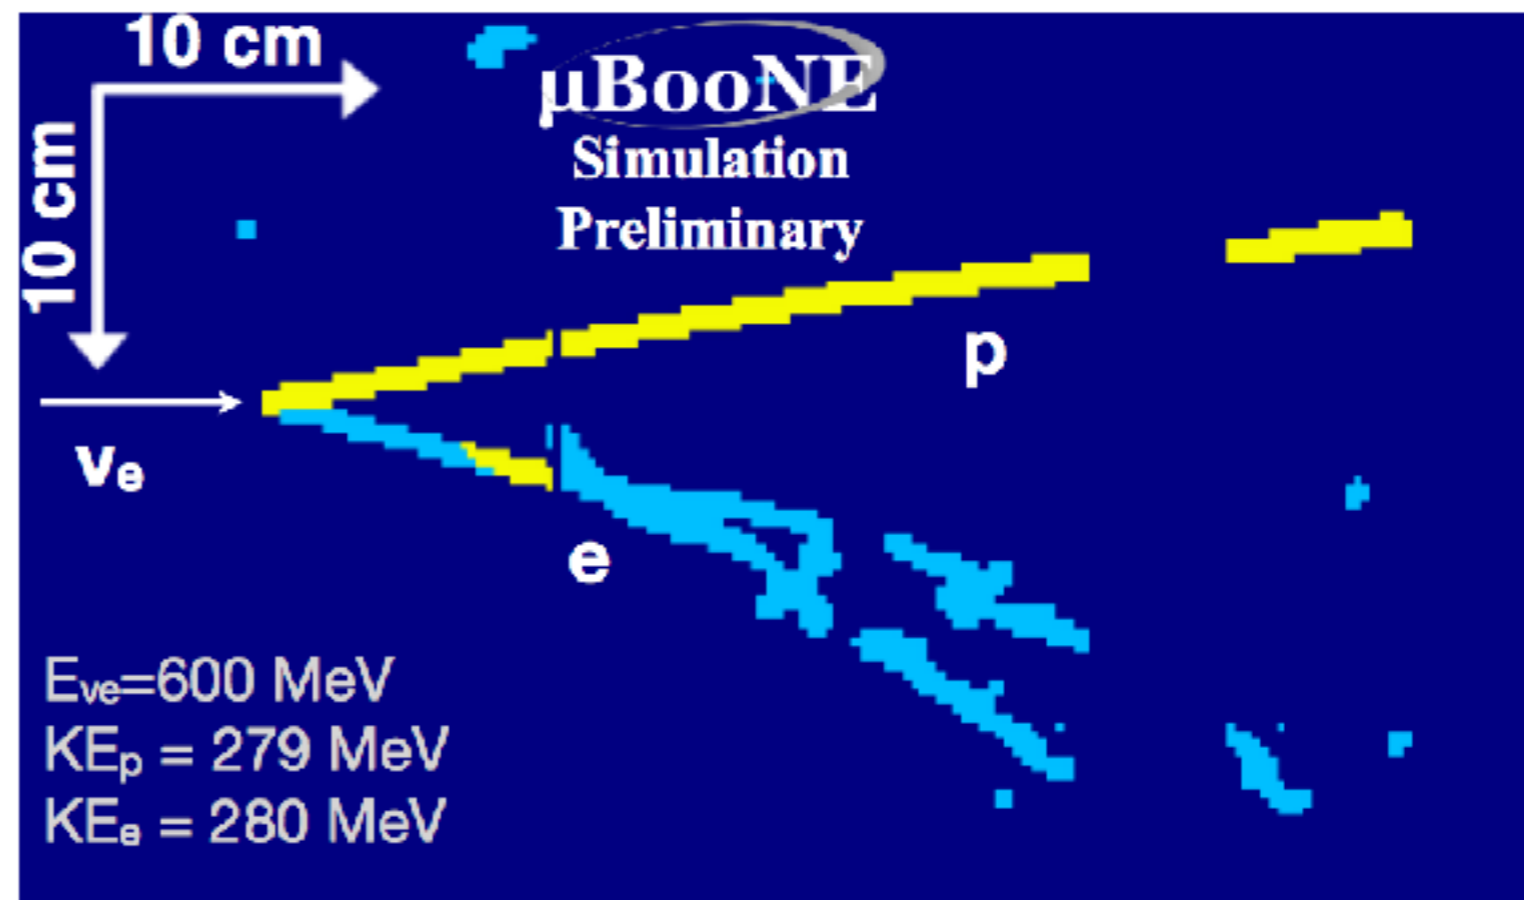 10 cm
10 cm
µBooNE
Simulation
Preliminary
p
νe
e
Eνe=600 MeV
KEp = 279 MeV
KEe = 280 MeV